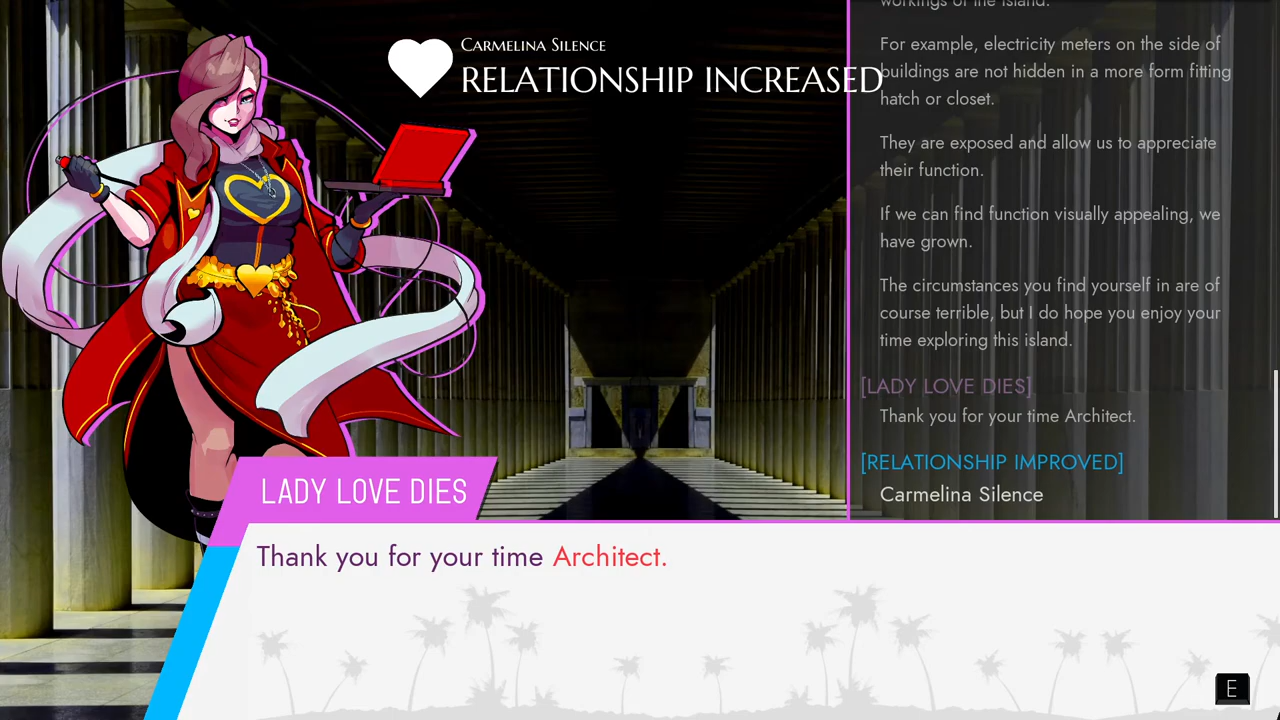 Carmelina Silence
RELATIONSHIP INCREASED
workings of the island.
For example, electricity meters on the side of
buildings are not hidden in a more form fitting
hatch or closet.
They are exposed and allow us to appreciate
their function.
If we can find function visually appealing, we
have grown.
The circumstances you find yourself in are of
course terrible, but I do hope you enjoy your
time exploring this island.
[LADY LOVE DIES]
Thank you for your time Architect.
[RELATIONSHIP IMPROVED]
Carmelina Silence
LADY LOVE DIES
Thank you for your time Architect.
E